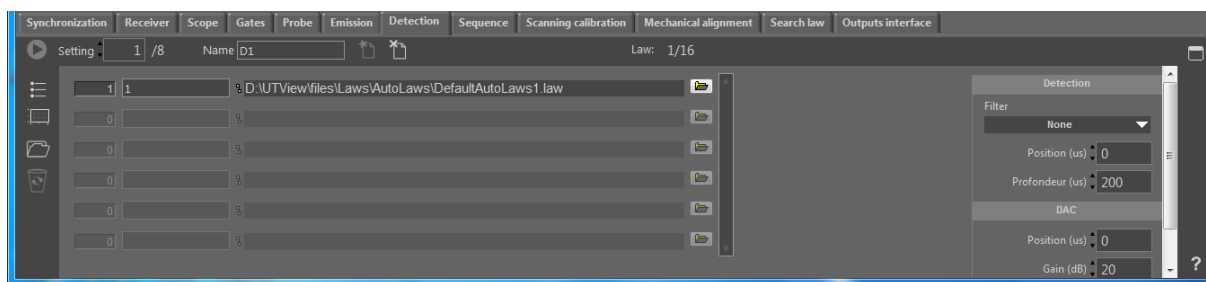 Synchronization Receiver Scope Gates Probe Emission Detection Sequence Scanning calibration Mechanical alignment Search law Outputs interface
Setting 1 /8 Name D1 Law: 1/16
1 1 D:\UTView\files\Laws\AutoLaws\DefaultAutoLaws1.law
0
0
0
0
0
Detection
Filter
None
Position (us) 0
Profondeur (us) 200
DAC
Position (us) 0
Gain (dB) 20
?